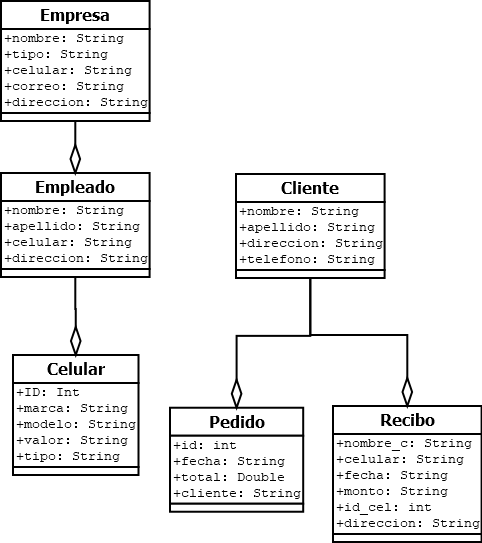 Empresa
+nombre: String
+tipo: String
+celular: String
+correo: String
+direccion: String
Empleado
+nombre: String
+apellido: String
+celular: String
+direccion: String
Cliente
+nombre: String
+apellido: String
+direccion: String
+telefono: String
Celular
+ID: Int
+marca: String
+modelo: String
+valor: String
+tipo: String
Pedido
+id: int
+fecha: String
+total: Double
+cliente: String
Recibo
+nombre_c: String
+celular: String
+fecha: String
+monto: String
+id_cel: int
+direccion: String